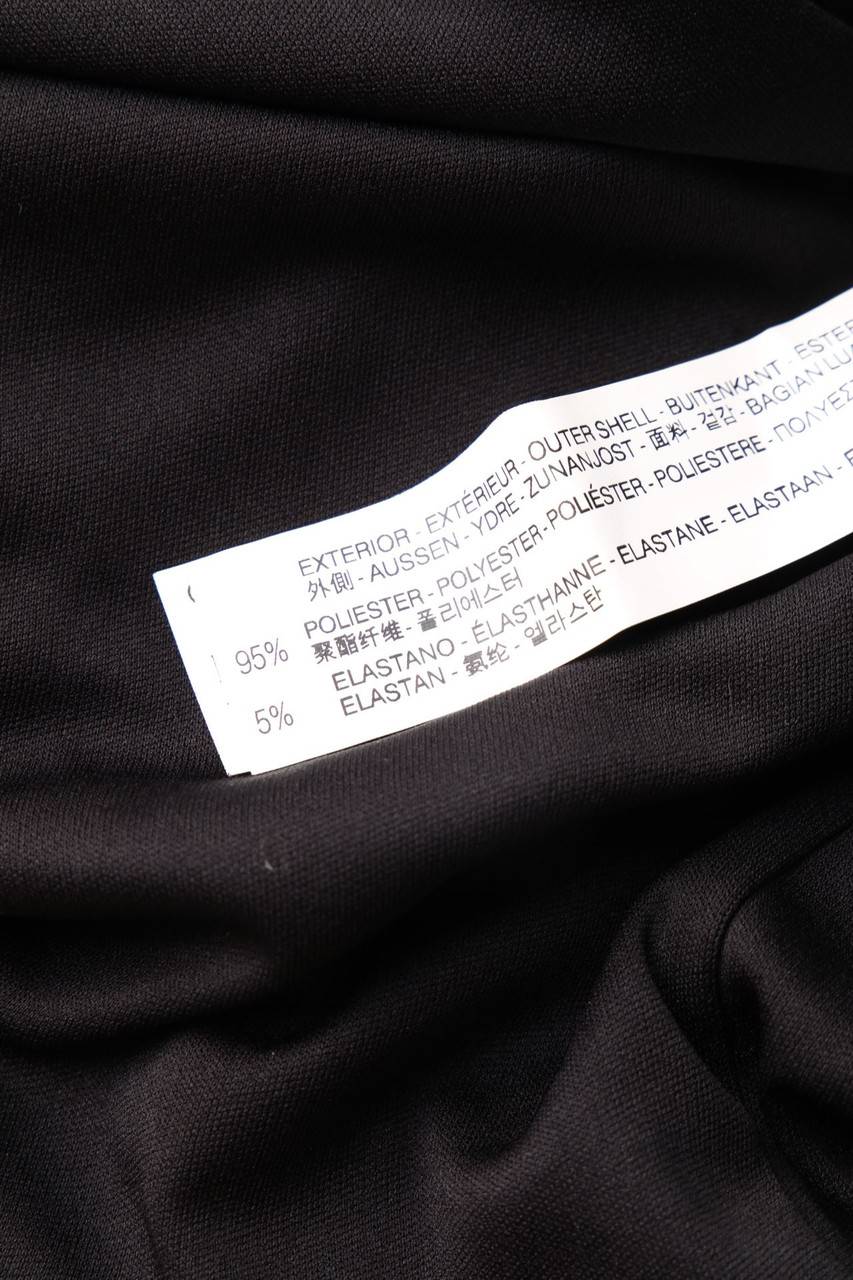 EXTERIOR - EXTÉRIEUR - OUTER SHELL - BUITENKANT - ESTER
外側 - AUSSEN - YDRE - ZUNANJOST - 面料 - 겉감 - BAGIAN LUA
95% POLIESTER - POLYESTER - POLIÉSTER - POLIESTERE - ΠΟΛΥΕΣ
聚酯纤维 - 폴리에스터
5% ELASTANO - ÉLASTHANNE - ELASTANE - ELASTAAN - E
ELASTAN - 氨纶 - 엘라스탄